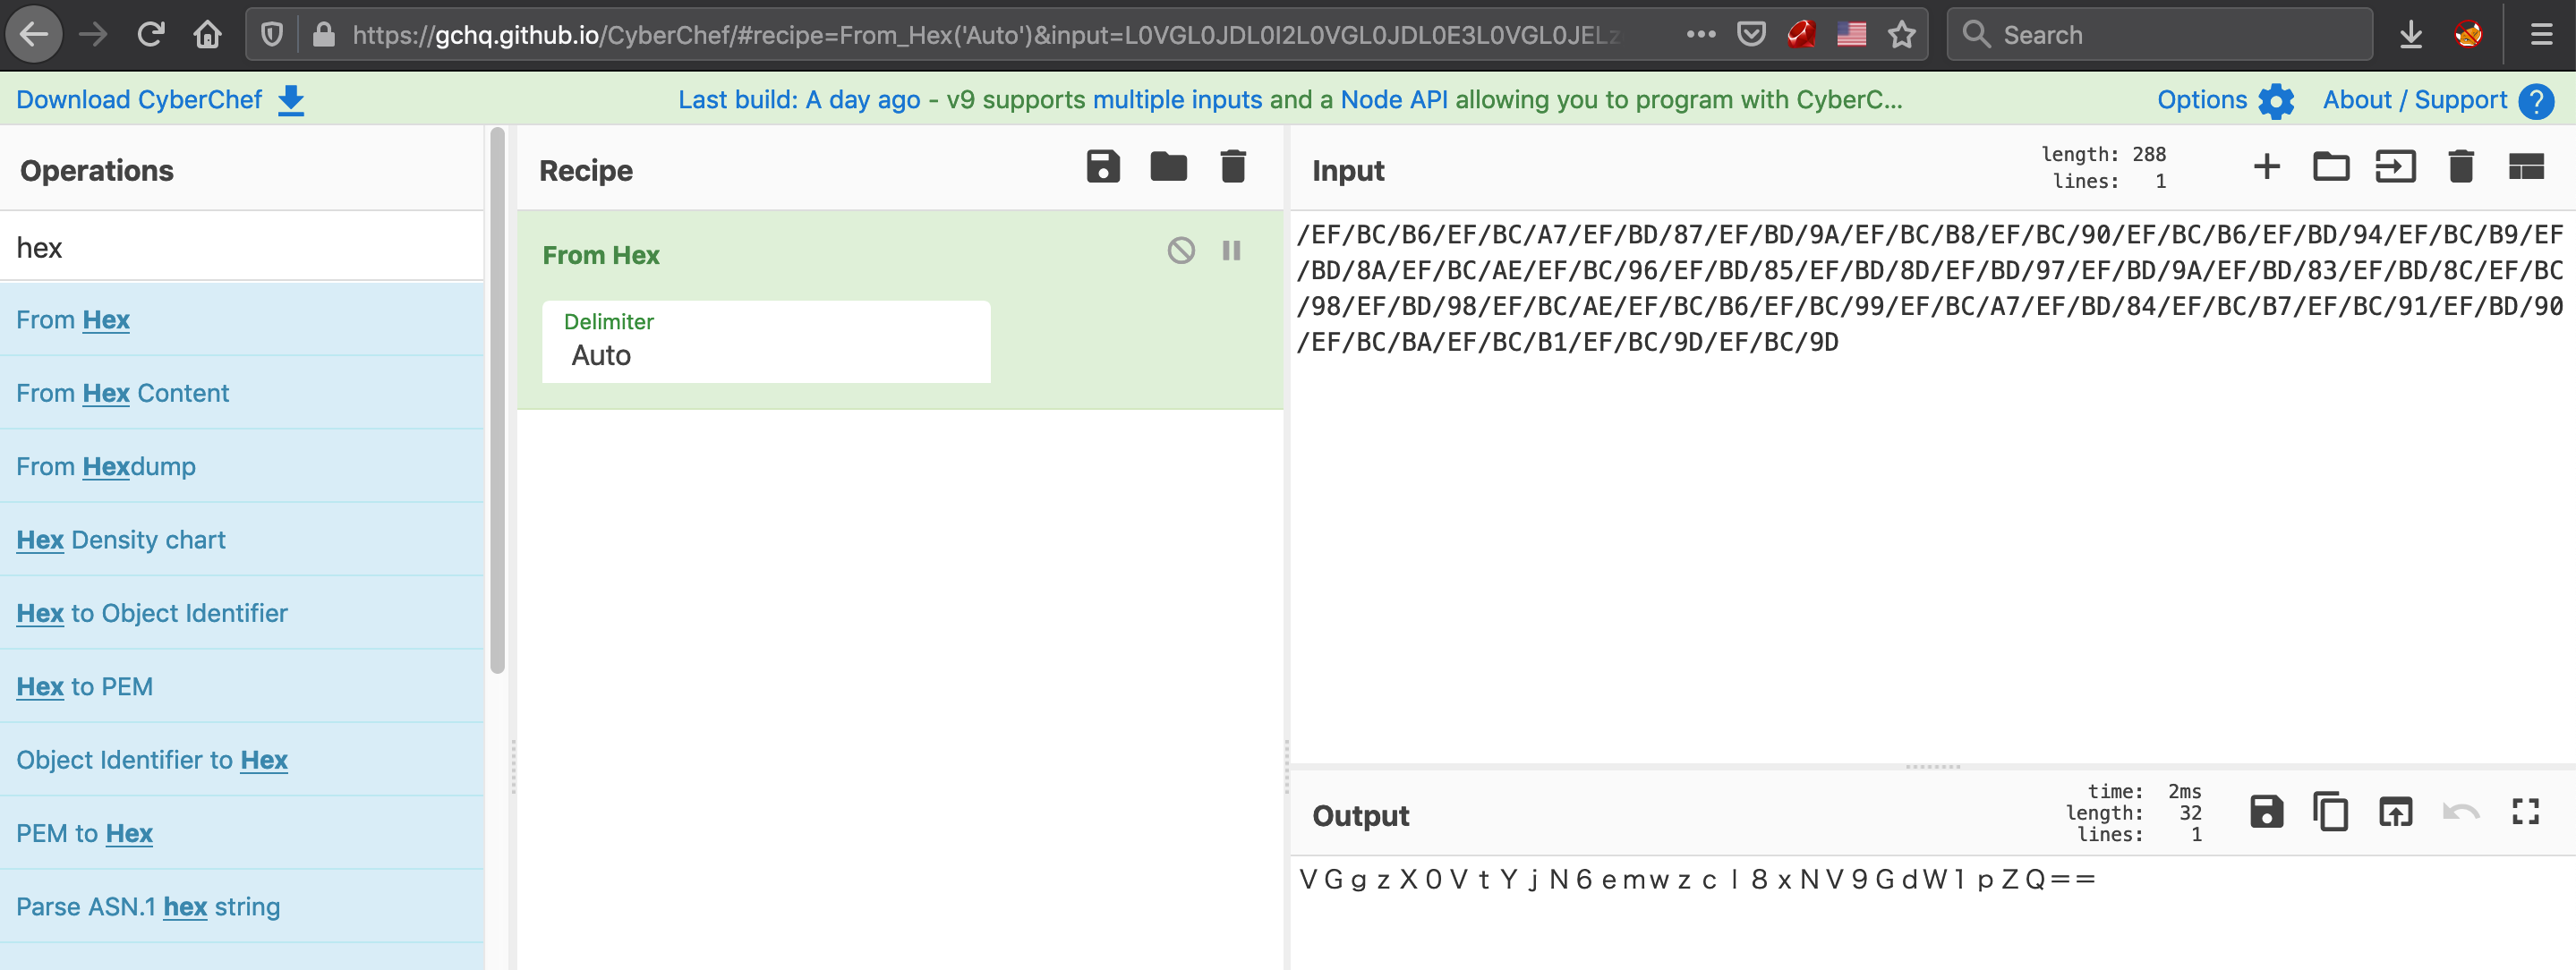 https://gchq.github.io/CyberChef/#recipe=From_Hex('Auto')&input=L0VGL0JDL0I2L0VGL0JDL0E3L0VGL0JELz
Search
Download CyberChef
Last build: A day ago - v9 supports multiple inputs and a Node API allowing you to program with CyberC...
Options
About / Support
Operations
hex
From Hex
From Hex Content
From Hexdump
Hex Density chart
Hex to Object Identifier
Hex to PEM
Object Identifier to Hex
PEM to Hex
Parse ASN.1 hex string
Recipe
From Hex
Delimiter
Auto
Input
length: 288
lines: 1
/EF/BC/B6/EF/BC/A7/EF/BD/87/EF/BD/9A/EF/BC/B8/EF/BC/90/EF/BC/B6/EF/BD/94/EF/BC/B9/EF
/BD/8A/EF/BC/AE/EF/BC/96/EF/BD/85/EF/BD/8D/EF/BD/97/EF/BD/9A/EF/BD/83/EF/BD/8C/EF/BC
/98/EF/BD/98/EF/BC/AE/EF/BC/B6/EF/BC/99/EF/BC/A7/EF/BD/84/EF/BC/B7/EF/BC/91/EF/BD/90
/EF/BC/BA/EF/BC/B1/EF/BC/9D/EF/BC/9D
Output
time: 2ms
length: 32
lines: 1
ＶＧｇｚＸ０ＶｔＹｊＮ６ｅｍｗｚｃｌ８ｘＮＶ９ＧｄＷ１ｐＺＱ＝＝